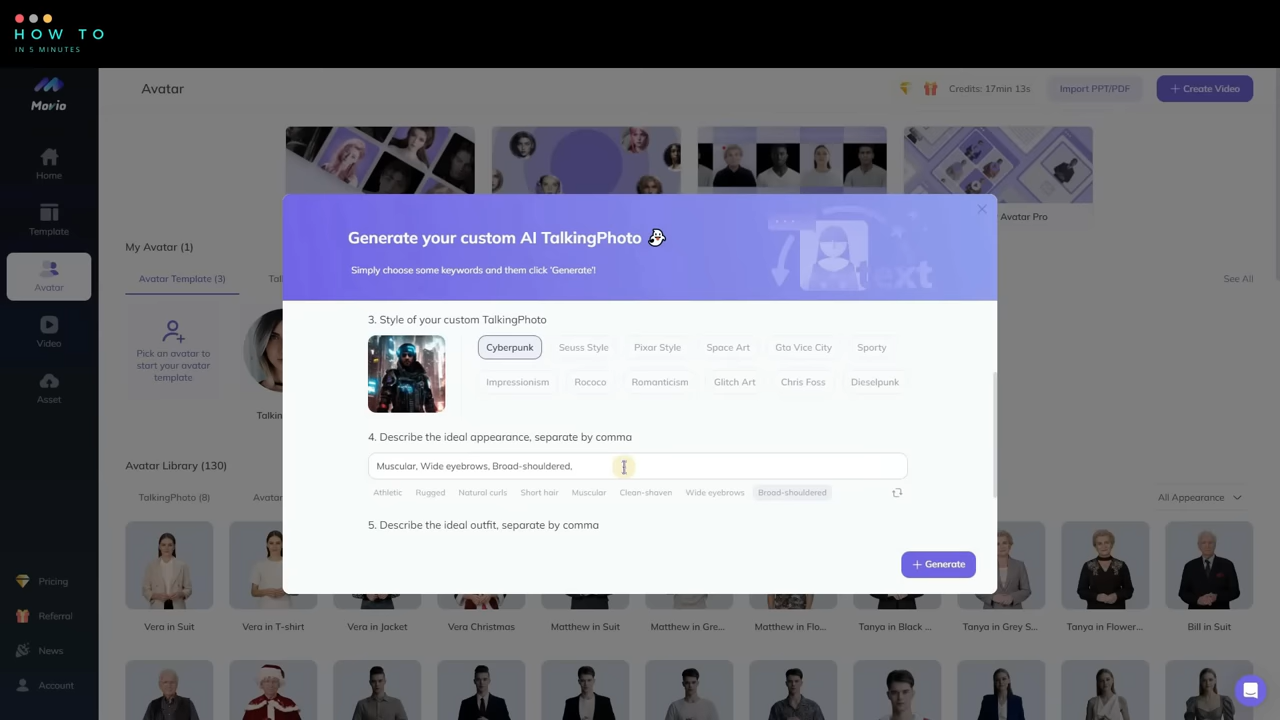 HOW TO
IN 5 MINUTES
Movio
Avatar
Credits: 17min 13s
Import PPT/PDF
+ Create Video
Home
Template
Avatar
Video
Asset
Pricing
Referral
News
Account
Avatar Pro
My Avatar (1)
Avatar Template (3)
See All
Pick an avatar to
start your avatar
template
Generate your custom AI TalkingPhoto
Simply choose some keywords and them click 'Generate'!
text
3. Style of your custom TalkingPhoto
Cyberpunk
Seuss Style
Pixar Style
Space Art
Gta Vice City
Sporty
Impressionism
Rococo
Romanticism
Glitch Art
Chris Foss
Dieselpunk
4. Describe the ideal appearance, separate by comma
Muscular, Wide eyebrows, Broad-shouldered,
Athletic
Rugged
Natural curls
Short hair
Muscular
Clean-shaven
Wide eyebrows
Broad-shouldered
5. Describe the ideal outfit, separate by comma
+ Generate
Avatar Library (130)
TalkingPhoto (8)
All Appearance
Vera in Suit
Vera in T-shirt
Vera in Jacket
Vera Christmas
Matthew in Suit
Matthew in Gre...
Matthew in Flo...
Tanya in Black ...
Tanya in Grey S...
Tanya in Flower...
Bill in Suit